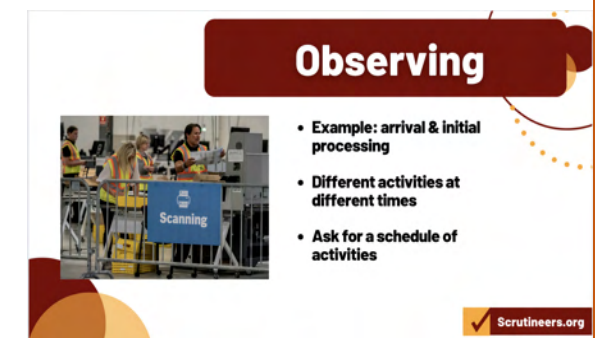 Observing
Scanning
• Example: arrival & initial
processing
• Different activities at
different times
• Ask for a schedule of
activities
Scrutineers.org